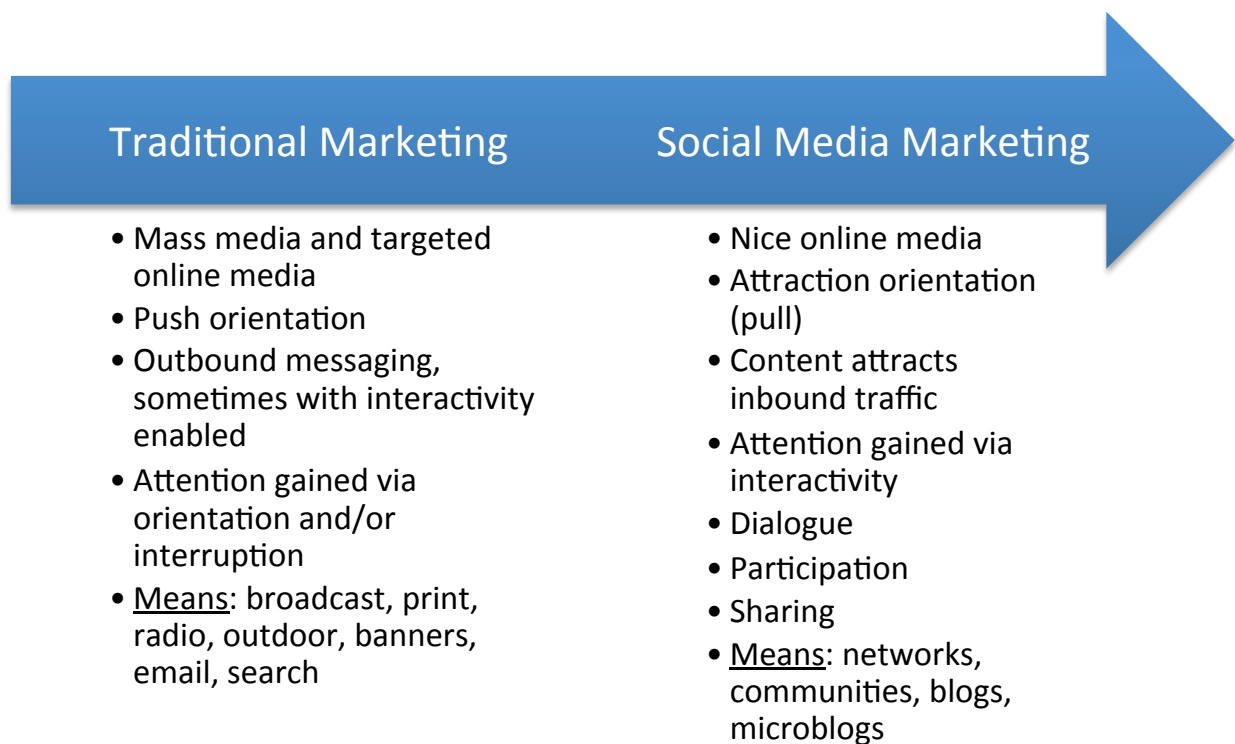 Traditional Marketing
• Mass media and targeted
online media
• Push orientation
• Outbound messaging,
sometimes with interactivity
enabled
• Attention gained via
orientation and/or
interruption
• Means: broadcast, print,
radio, outdoor, banners,
email, search
Social Media Marketing
• Nice online media
• Attraction orientation
(pull)
• Content attracts
inbound traffic
• Attention gained via
interactivity
• Dialogue
• Participation
• Sharing
• Means: networks,
communities, blogs,
microblogs